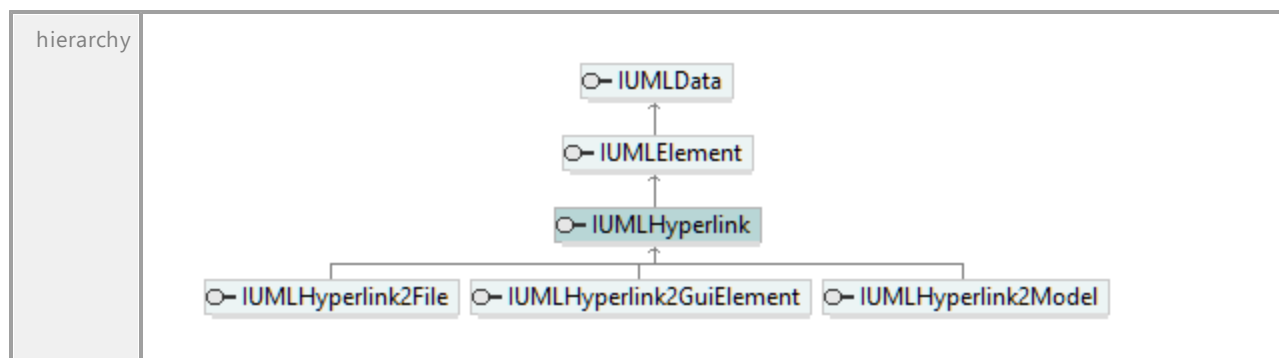 hierarchy
IUMLData
IUMLElement
IUMLHyperlink
IUMLHyperlink2File IUMLHyperlink2GuiElement IUMLHyperlink2Model